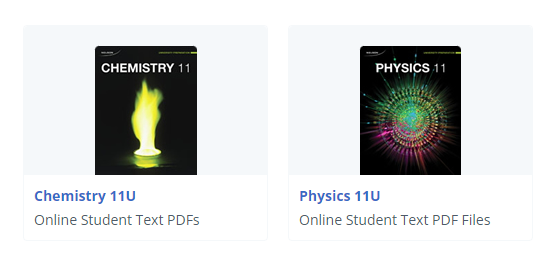 CHEMISTRY 11
PHYSICS 11
Chemistry 11U
Online Student Text PDFs
Physics 11U
Online Student Text PDF Files